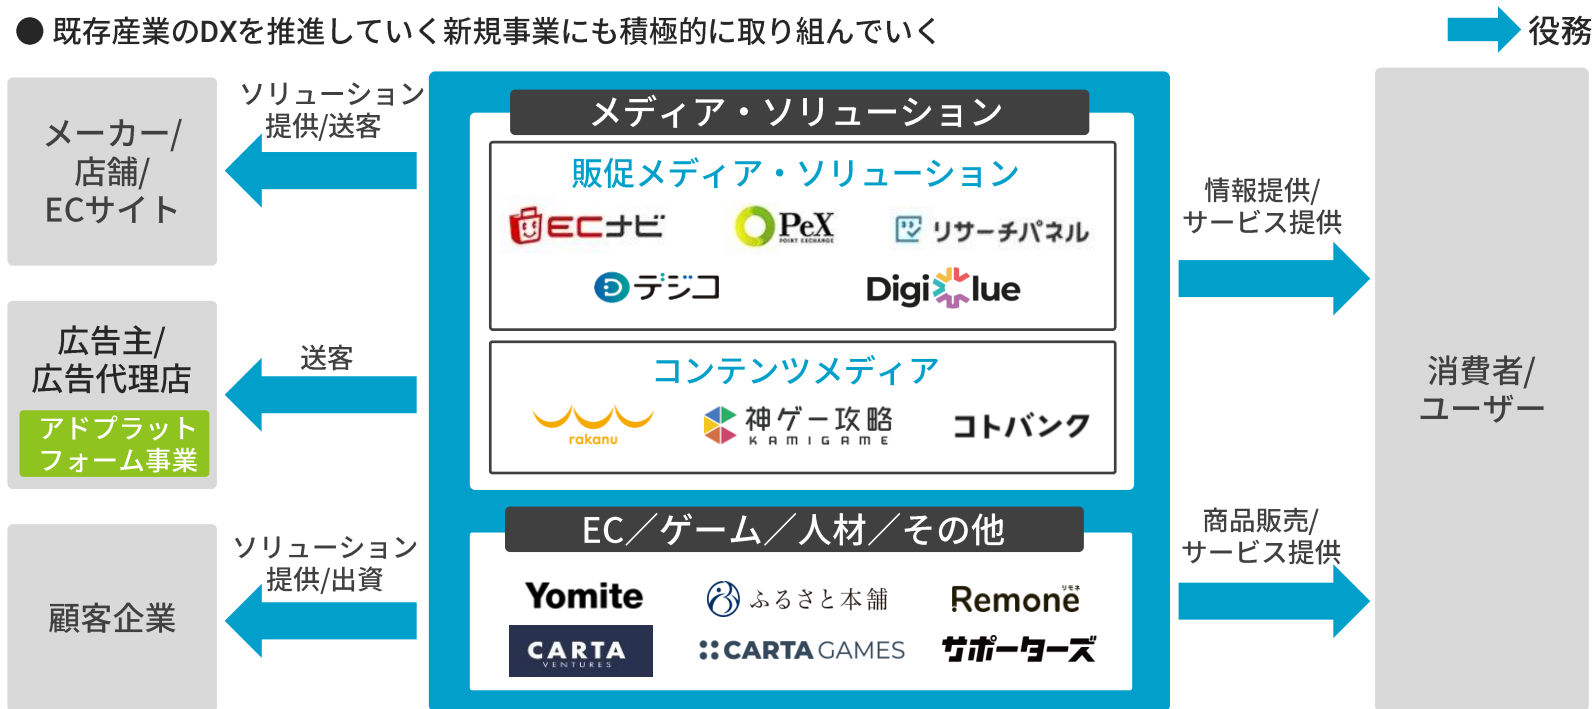 ● 既存産業のDXを推進していく新規事業にも積極的に取り組んでいく
役務
メーカー/
店舗/
ECサイト
ソリューション
提供/送客
広告主/
広告代理店
アドプラット
フォーム事業
送客
顧客企業
ソリューション
提供/出資
メディア・ソリューション
販促メディア・ソリューション
ECナビ
PeX
POINT EXCHANGE
リサーチパネル
デジコ
DigiClue
コンテンツメディア
rakanu
神ゲー攻略
KAMIGAME
コトバンク
EC／ゲーム／人材／その他
Yomite
ふるさと本舗
リモネ
Remone
CARTA
VENTURES
CARTA GAMES
サポーターズ
情報提供/
サービス提供
商品販売/
サービス提供
消費者/
ユーザー